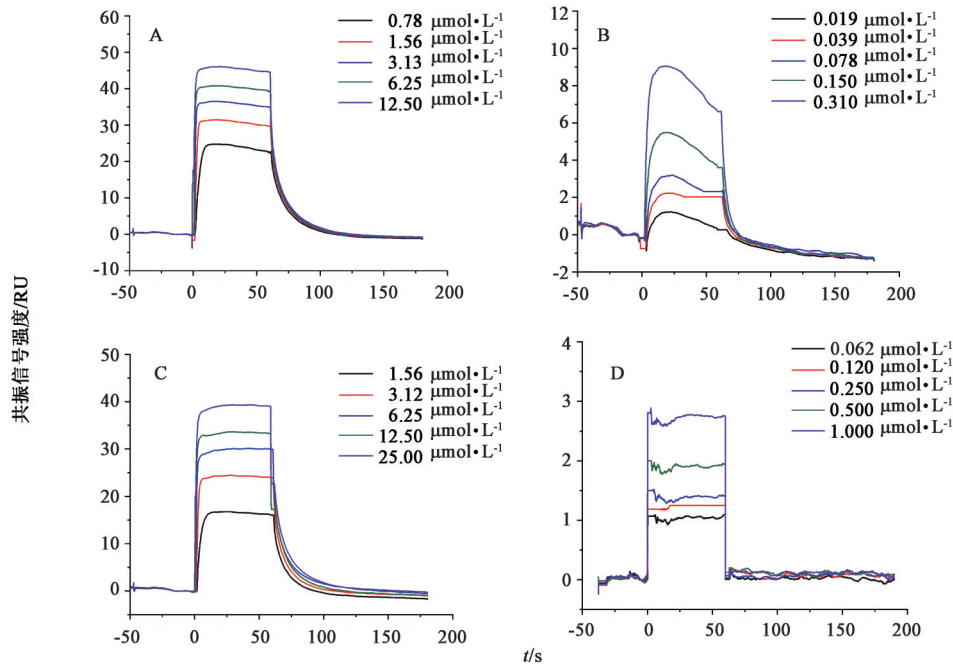 A
0.78 μmol•L⁻¹
1.56 μmol•L⁻¹
3.13 μmol•L⁻¹
6.25 μmol•L⁻¹
12.50 μmol•L⁻¹
60
50
40
30
20
10
0
-10
-50 0 50 100 150 200
B
0.019 μmol•L⁻¹
0.039 μmol•L⁻¹
0.078 μmol•L⁻¹
0.150 μmol•L⁻¹
0.310 μmol•L⁻¹
12
10
8
6
4
2
0
2
-50 0 50 100 150 200
共振信号强度/RU
C
1.56 μmol•L⁻¹
3.12 μmol•L⁻¹
6.25 μmol•L⁻¹
12.50 μmol•L⁻¹
25.00 μmol•L⁻¹
50
40
30
20
10
0
-10
-50 0 50 100 150 200
D
0.062 μmol•L⁻¹
0.120 μmol•L⁻¹
0.250 μmol•L⁻¹
0.500 μmol•L⁻¹
1.000 μmol•L⁻¹
4
3
2
1
0
-50 0 50 100 150 200
t/s